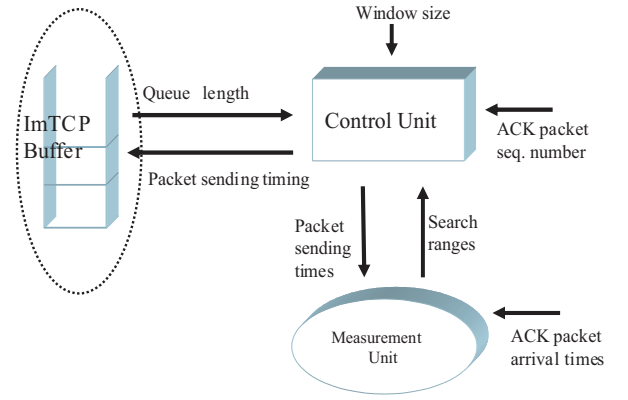 Window size
Queue length
ImTCP
Buffer
Control Unit
ACK packet
seq. number
Packet sending timing
Packet
sending
times
Search
ranges
Measurement
Unit
ACK packet
arrival times